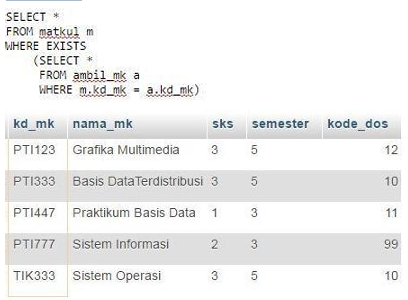 SELECT *
FROM matkul m
WHERE EXISTS
(SELECT *
FROM ambil_mk a
WHERE m.kd_mk = a.kd_mk)
kd_mk nama_mk sks semester kode_dos
PTI123 Grafika Multimedia 3 5 12
PTI333 Basis DataTerdistribusi 3 5 10
PTI447 Praktikum Basis Data 1 3 11
PTI777 Sistem Informasi 2 3 99
TIK333 Sistem Operasi 3 5 10